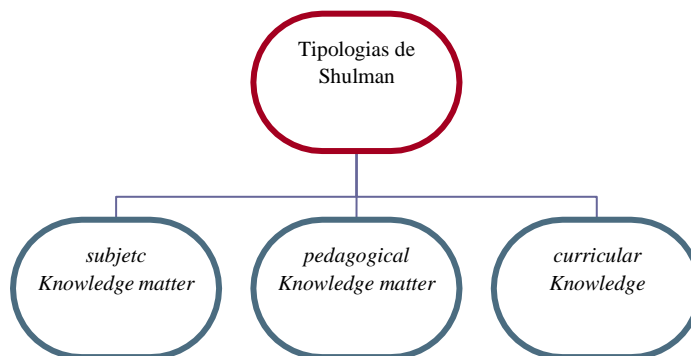 Tipologias de
Shulman
subjetc
Knowledge matter
pedagogical
Knowledge matter
curricular
Knowledge